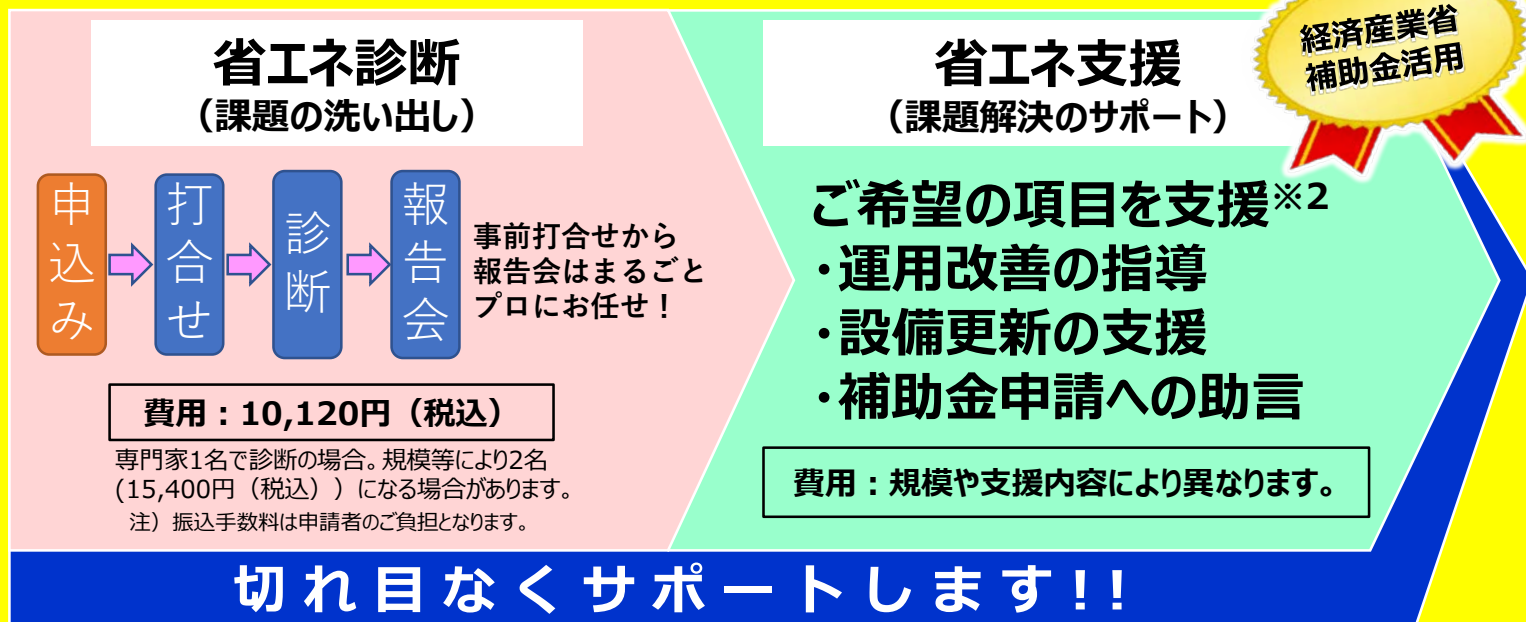 省エネ診断
（課題の洗い出し）
申込み
打合せ
診断
報告会
事前打合せから
報告会はまるごと
プロにお任せ！
費用：10,120円（税込）
専門家1名で診断の場合。規模等により2名
(15,400円（税込））になる場合があります。
注）振込手数料は申請者のご負担となります。
省エネ支援
（課題解決のサポート）
経済産業省
補助金活用
ご希望の項目を支援※2
・運用改善の指導
・設備更新の支援
・補助金申請への助言
費用：規模や支援内容により異なります。
切れ目なくサポートします!!